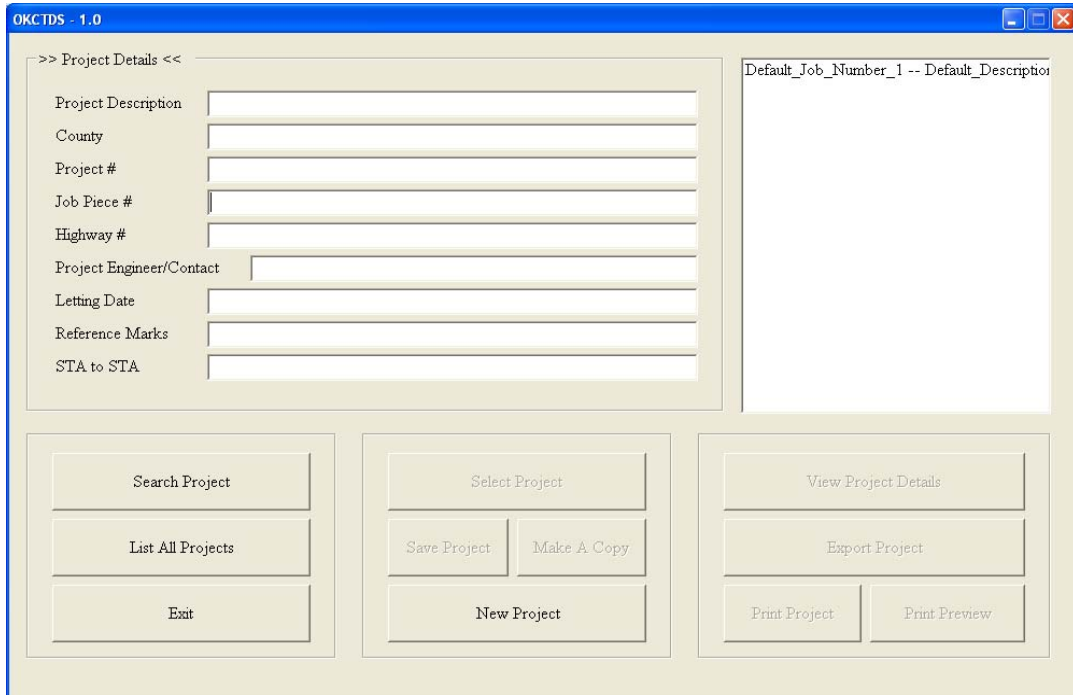 OKCTDS - 1.0
>> Project Details <<
Project Description
County
Project #
Job Piece #
Highway #
Project Engineer/Contact
Letting Date
Reference Marks
STA to STA
Default_Job_Number_1 -- Default_Description
Search Project
List All Projects
Exit
Select Project
Save Project
Make A Copy
New Project
View Project Details
Export Project
Print Project
Print Preview